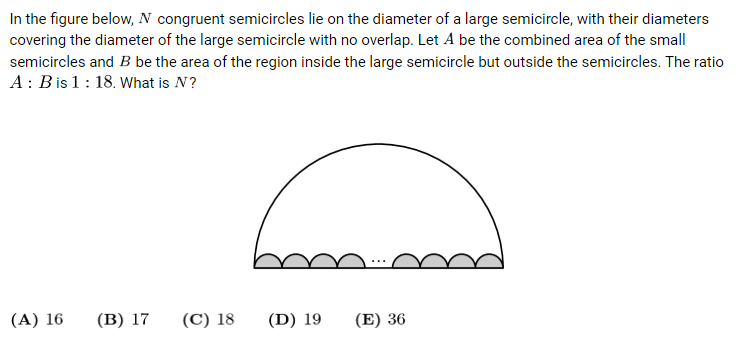 In the figure below, N congruent semicircles lie on the diameter of a large semicircle, with their diameters
covering the diameter of the large semicircle with no overlap. Let A be the combined area of the small
semicircles and B be the area of the region inside the large semicircle but outside the semicircles. The ratio
A : B is 1 : 18. What is N?
...
(A) 16 (B) 17 (C) 18 (D) 19 (E) 36